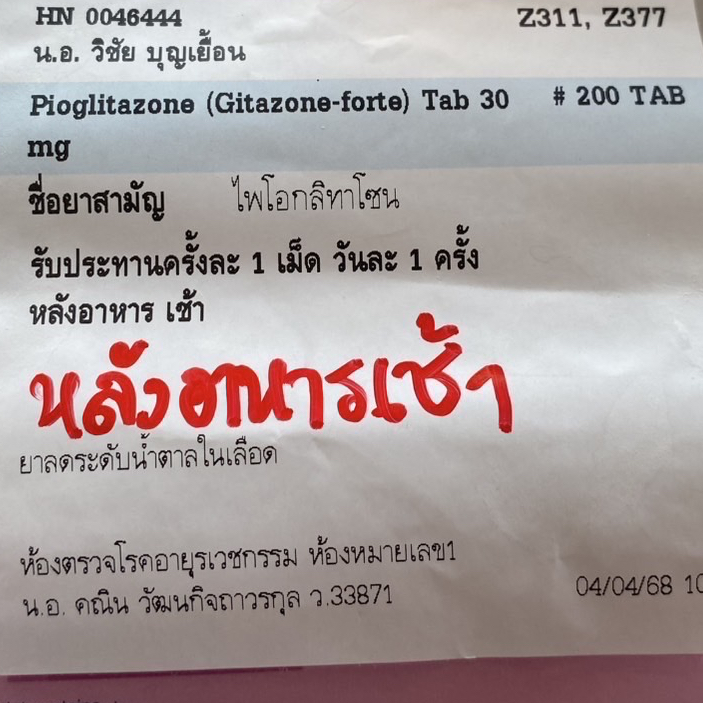 HN 0046444 Z311, Z377
น.อ. วิชัย บุญเยื้อน
Pioglitazone (Gitazone-forte) Tab 30 # 200 TAB
mg
ชื่อยาสามัญ ไพโอกลิทาโซน
รับประทานครั้งละ 1 เม็ด วันละ 1 ครั้ง
หลังอาหาร เช้า
หลังอาหารเช้า
ยาลดระดับน้ำตาลในเลือด
ห้องตรวจโรคอายุรเวชกรรม ห้องหมายเลข1
น.อ. คณิน วัฒนกิจถาวรกุล ว.33871 04/04/68 10